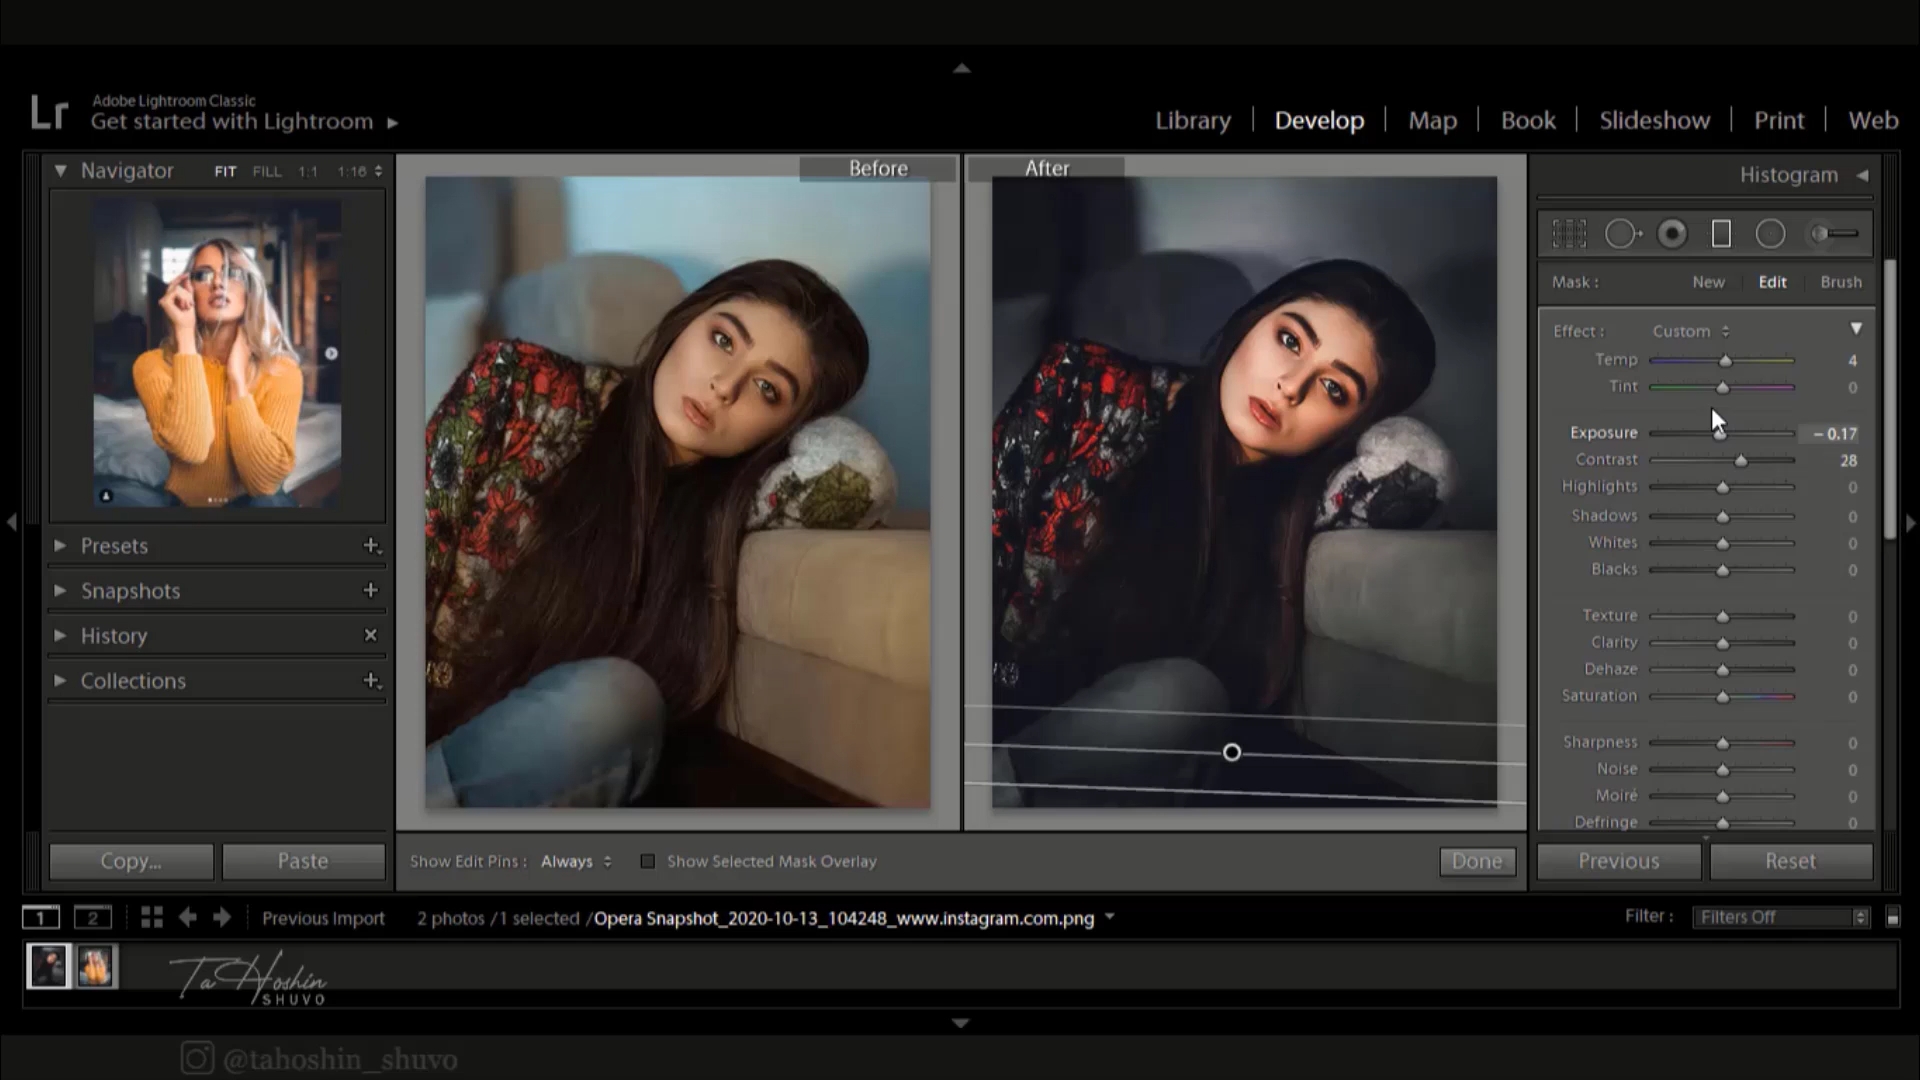 Adobe Lightroom Classic
Lr Get started with Lightroom
Library Develop Map Book Slideshow Print Web
Navigator FIT FILL 1:1 1:16
Before
After
Histogram
Mask : New Edit Brush
Effect : Custom
Temp 4
Tint 0
Exposure – 0.17
Contrast 28
Highlights 0
Shadows 0
Whites 0
Blacks 0
Texture 0
Clarity 0
Dehaze 0
Saturation 0
Sharpness 0
Noise 0
Moiré 0
Defringe 0
Presets
Snapshots
History
Collections
Copy... Paste
Show Edit Pins : Always Show Selected Mask Overlay Done
Previous Reset
1 2 Previous Import 2 photos /1 selected /Opera Snapshot_2020-10-13_104248_www.instagram.com.png
Filter : Filters Off
TaHoshin
SHUVO
@tahoshin_shuvo